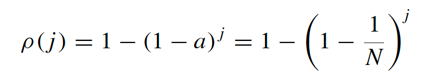 ρ(j) = 1 − (1 − a)ʲ = 1 − (1 − 1/N)ʲ